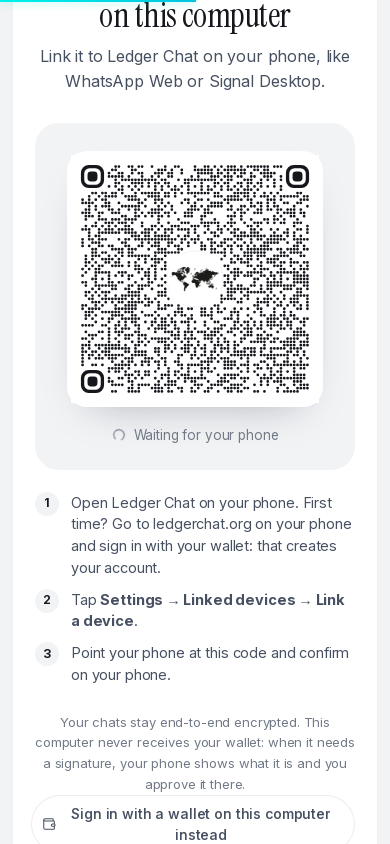 on this computer
Link it to Ledger Chat on your phone, like
WhatsApp Web or Signal Desktop.
Waiting for your phone
1 Open Ledger Chat on your phone. First
time? Go to ledgerchat.org on your phone
and sign in with your wallet: that creates
your account.
2 Tap Settings → Linked devices → Link
a device.
3 Point your phone at this code and confirm
on your phone.
Your chats stay end-to-end encrypted. This
computer never receives your wallet: when it needs
a signature, your phone shows what it is and you
approve it there.
Sign in with a wallet on this computer
instead